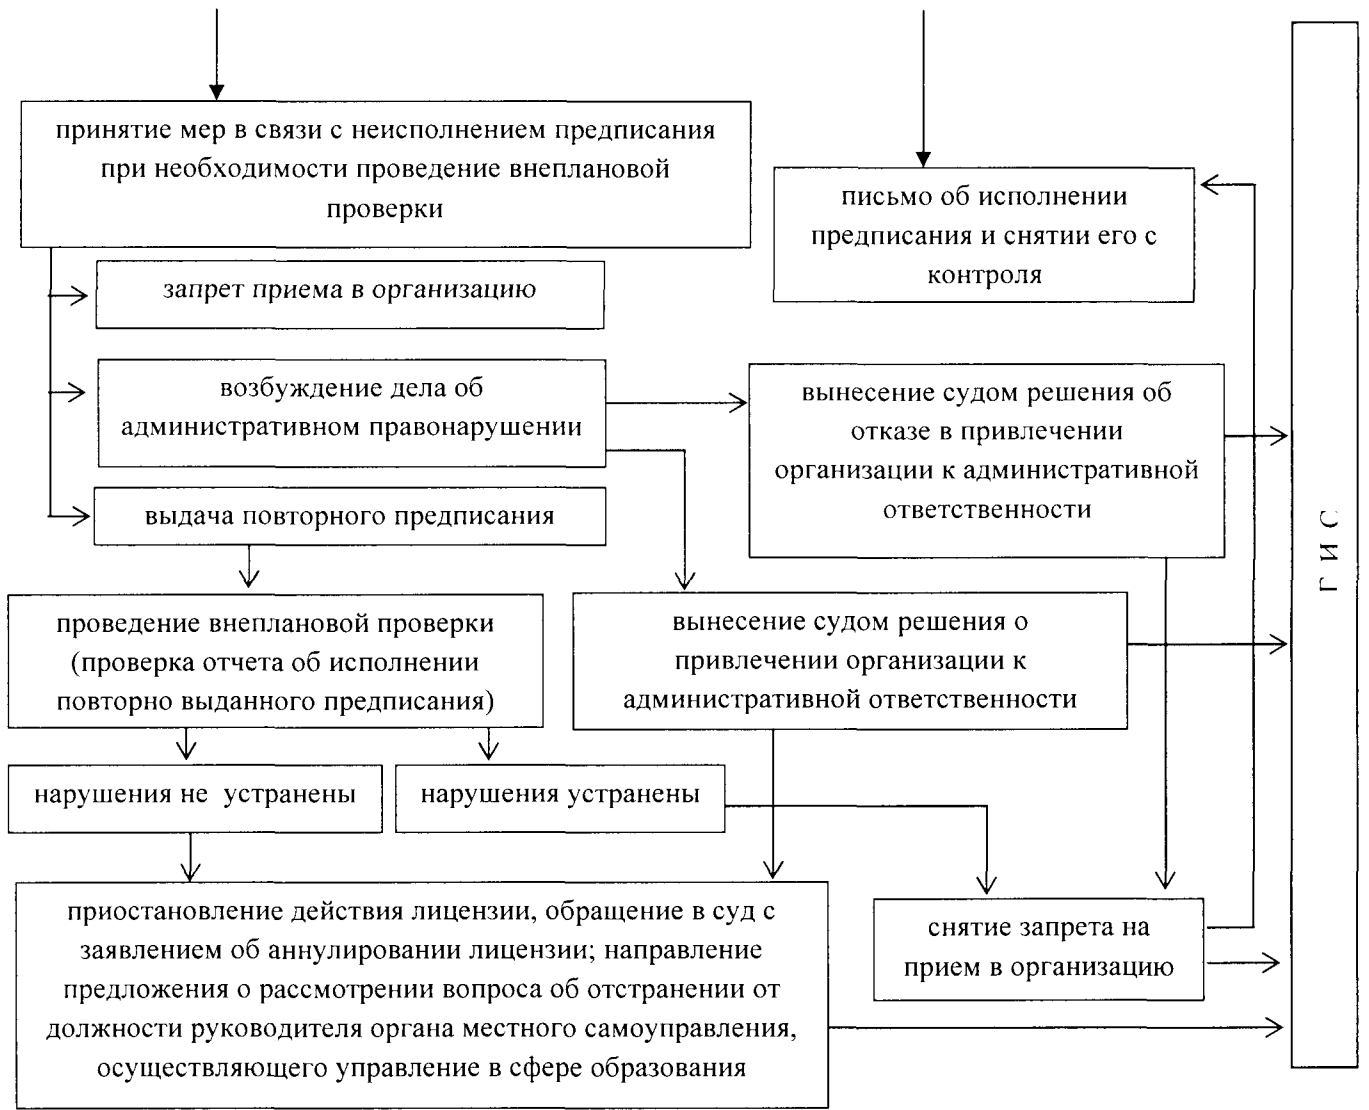 принятие мер в связи с неисполнением предписания
при необходимости проведение внеплановой
проверки
письмо об исполнении
предписания и снятии его с
контроля
запрет приема в организацию
возбуждение дела об
административном правонарушении
вынесение судом решения об
отказе в привлечении
организации к административной
ответственности
выдача повторного предписания
ГИС
проведение внеплановой проверки
(проверка отчета об исполнении
повторно выданного предписания)
вынесение судом решения о
привлечении организации к
административной ответственности
нарушения не устранены
нарушения устранены
приостановление действия лицензии, обращение в суд с
заявлением об аннулировании лицензии; направление
предложения о рассмотрении вопроса об отстранении от
должности руководителя органа местного самоуправления,
осуществляющего управление в сфере образования
снятие запрета на
прием в организацию